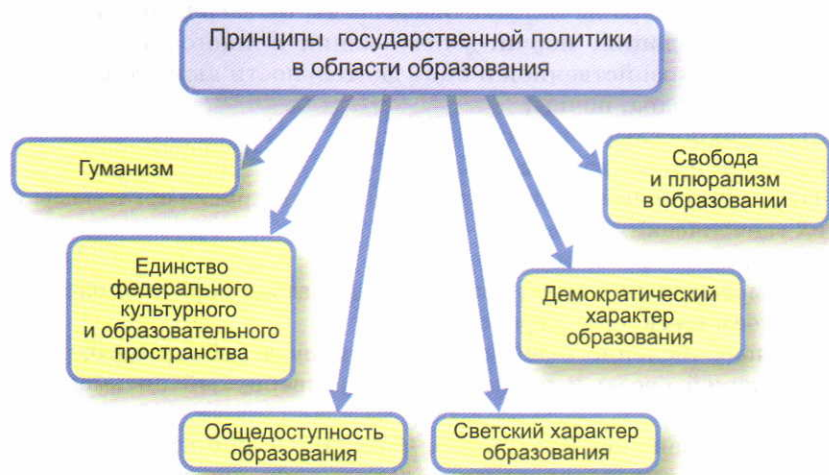 Принципы государственной политики
в области образования
Гуманизм
Свобода
и плюрализм
в образовании
Единство
федерального
культурного
и образовательного
пространства
Демократический
характер
образования
Общедоступность
образования
Светский характер
образования